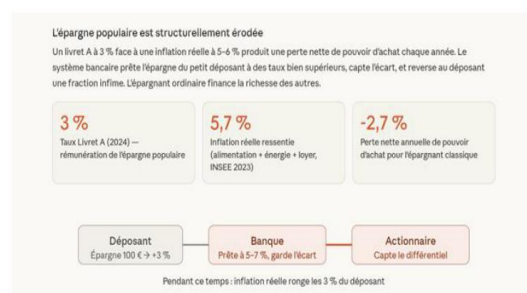 L'épargne populaire est structurellement érodée
Un livret A à 3 % face à une inflation réelle à 5-6 % produit une perte nette de pouvoir d'achat chaque année. Le
système bancaire prête l'épargne du petit déposant à des taux bien supérieurs, capte l'écart, et reverse au déposant
une fraction infime. L'épargnant ordinaire finance la richesse des autres.
3 %
Taux Livret A (2024) —
rémunération de l'épargne populaire
5,7 %
Inflation réelle ressentie
(alimentation + énergie + loyer,
INSEE 2023)
-2,7 %
Perte nette annuelle de pouvoir
d'achat pour l'épargnant classique
Déposant
Épargne 100 € → +3 %
Banque
Prête à 5-7 %, garde l'écart
Actionnaire
Capte le différentiel
Pendant ce temps : inflation réelle ronge les 3 % du déposant